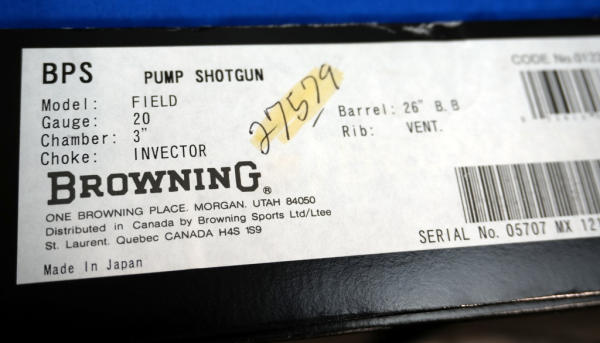 BPS PUMP SHOTGUN
CODE No.0122
Model: FIELD
Gauge: 20
Chamber: 3"
Choke: INVECTOR
27579
Barrel: 26" B.B
Rib: VENT.
BROWNING®
ONE BROWNING PLACE. MORGAN. UTAH 84050
Distributed in Canada by Browning Sports Ltd/Ltee
St. Laurent. Quebec CANADA H4S 1S9
SERIAL No. 05707 MX 121
Made In Japan